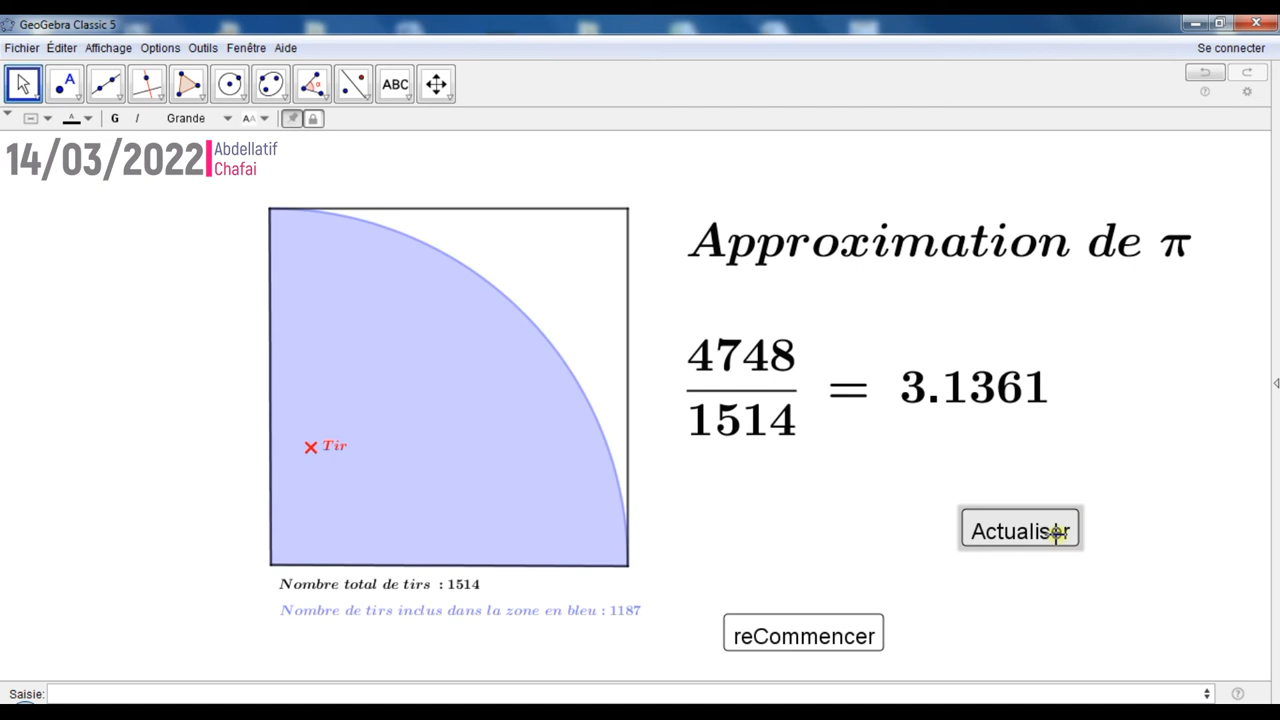 GeoGebra Classic 5
Fichier Éditer Affichage Options Outils Fenêtre Aide
Se connecter
A
ABC
A G I Grande AA
14/03/2022
Abdellatif
Chafai
Approximation de π
4748
1514
= 3.1361
Tir
Actualiser
Nombre total de tirs : 1514
Nombre de tirs inclus dans la zone en bleu : 1187
reCommencer
Saisie: